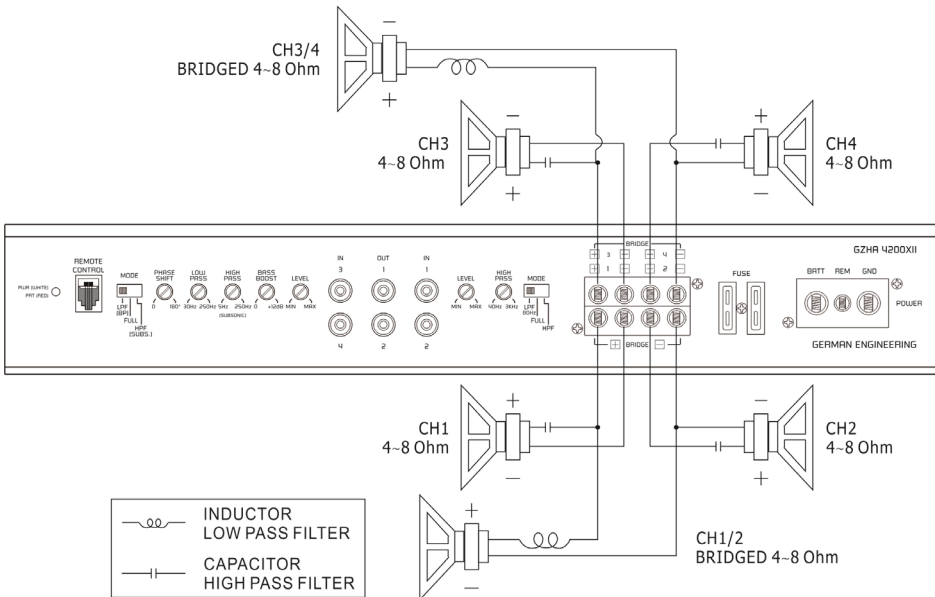 CH3/4
BRIDGED 4~8 Ohm
−
+
CH3
4~8 Ohm
−
+
CH4
4~8 Ohm
+
−
REMOTE
CONTROL
PWR (WHITE)
PRT (RED)
MODE
LPF
(BP)
FULL
HPF
(SUBS.)
PHASE
SHIFT
0 180°
LOW
PASS
30Hz 250Hz
HIGH
PASS
5Hz 250Hz
(SUBSONIC)
BASS
BOOST
0 +12dB
LEVEL
MIN MAX
IN OUT IN
3 1 1
4 2 2
LEVEL
MIN MAX
HIGH
PASS
40Hz 3KHz
MODE
LPF
60Hz
FULL
HPF
BRIDGE
+ 3 − + 4 −
+ 1 − + 2 −
+ BRIDGE −
FUSE
GZHA 4200XII
BATT REM GND
POWER
GERMAN ENGINEERING
CH1
4~8 Ohm
+
−
CH2
4~8 Ohm
−
+
CH1/2
BRIDGED 4~8 Ohm
+
−
INDUCTOR
LOW PASS FILTER
CAPACITOR
HIGH PASS FILTER